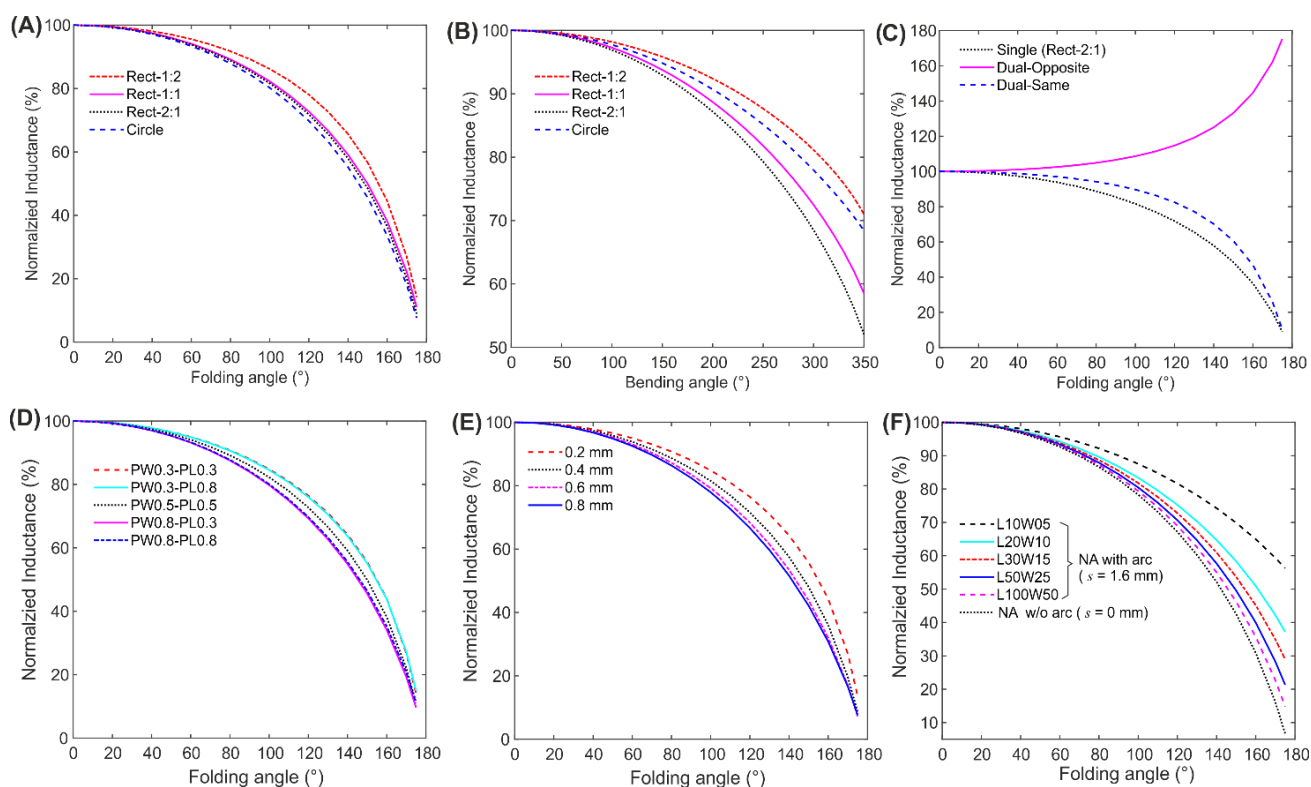 (A)
100
80
60
40
20
0
Normalzied Inductance (%)
Rect-1:2
Rect-1:1
Rect-2:1
Circle
0 20 40 60 80 100 120 140 160 180
Folding angle (°)
(B)
100
90
80
70
60
50
Normalzied Inductance (%)
Rect-1:2
Rect-1:1
Rect-2:1
Circle
0 50 100 150 200 250 300 350
Bending angle (°)
(C)
180
160
140
120
100
80
60
40
20
0
Normalzied Inductance (%)
Single (Rect-2:1)
Dual-Opposite
Dual-Same
0 20 40 60 80 100 120 140 160 180
Folding angle (°)
(D)
100
80
60
40
20
0
Normalzied Inductance (%)
PW0.3-PL0.3
PW0.3-PL0.8
PW0.5-PL0.5
PW0.8-PL0.3
PW0.8-PL0.8
0 20 40 60 80 100 120 140 160 180
Folding angle (°)
(E)
100
80
60
40
20
0
Normalzied Inductance (%)
0.2 mm
0.4 mm
0.6 mm
0.8 mm
0 20 40 60 80 100 120 140 160 180
Folding angle (°)
(F)
100
90
80
70
60
50
40
30
20
10
Normalzied Inductance (%)
L10W05
L20W10
L30W15
L50W25
L100W50
NA with arc
( s = 1.6 mm)
NA w/o arc ( s = 0 mm)
0 20 40 60 80 100 120 140 160 180
Folding angle (°)